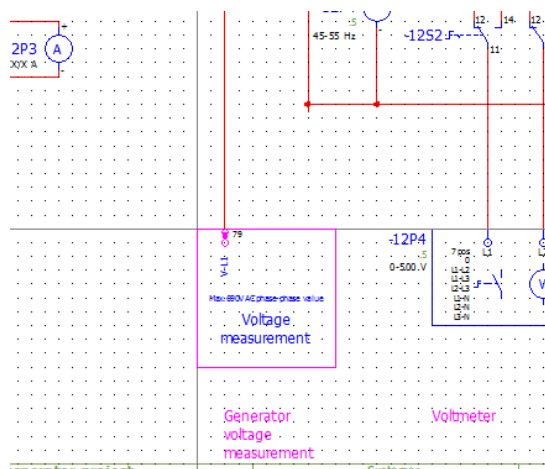 .5
45-55 Hz
12.
14.
12.
-12S2
11
2P3
A
+
-
X/X A
79
V-L1
Max: 690V AC phase-phase value
Voltage
measurement
-12P4
.5
0-500.V
7 pos
0
L1-L2
L1-L3
L2-L3
L1-N
L2-N
L3-N
L1
V
Generator
voltage
measurement
Voltmeter